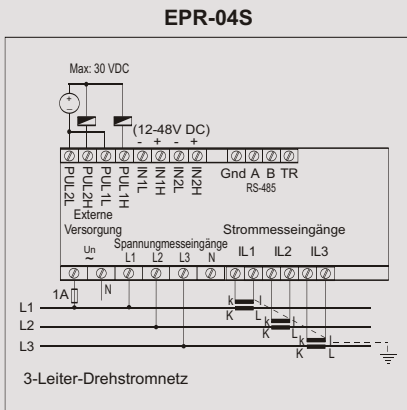 EPR-04S
Max: 30 VDC
(12-48V DC)
- + - +
PUL2L PUL2H PUL1L PUL1H IN1L IN1H IN2L IN2H Gnd A B TR
RS-485
Externe
Versorgung
Strommesseingänge
Un
~
Spannungmesseingänge
L1 L2 L3 N
IL1 IL2 IL3
1A N
L1
k l
K L
L2
k l
K L
L3
k l
K L
3-Leiter-Drehstromnetz